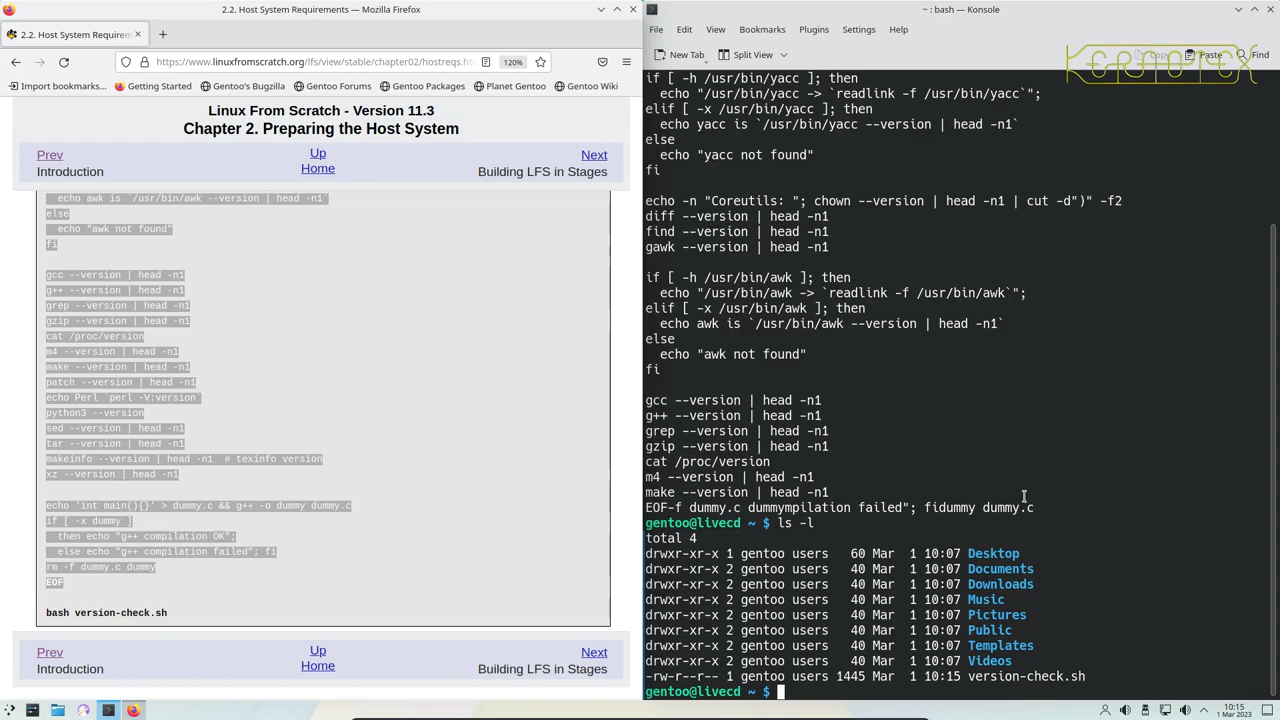 2.2. Host System Requirements — Mozilla Firefox
2.2. Host System Requiremen
https://www.linuxfromscratch.org/lfs/view/stable/chapter02/hostreqs.h
120%
Import bookmarks...
Getting Started
Gentoo's Bugzilla
Gentoo Forums
Gentoo Packages
Planet Gentoo
Gentoo Wiki
Linux From Scratch - Version 11.3
Chapter 2. Preparing the Host System
Prev
Up
Next
Introduction
Home
Building LFS in Stages
echo awk is `/usr/bin/awk --version | head -n1`
else
echo "awk not found"
fi
gcc --version | head -n1
g++ --version | head -n1
grep --version | head -n1
gzip --version | head -n1
cat /proc/version
m4 --version | head -n1
make --version | head -n1
patch --version | head -n1
echo Perl `perl -V:version`
python3 --version
sed --version | head -n1
tar --version | head -n1
makeinfo --version | head -n1  # texinfo version
xz --version | head -n1
echo 'int main(){}' > dummy.c && g++ -o dummy dummy.c
if [ -x dummy ]
then echo "g++ compilation OK";
else echo "g++ compilation failed"; fi
rm -f dummy.c dummy
EOF
bash version-check.sh
Prev
Up
Next
Introduction
Home
Building LFS in Stages
~ : bash — Konsole
File
Edit
View
Bookmarks
Plugins
Settings
Help
New Tab
Split View
Copy
Paste
Find
KERNOTEX
if [ -h /usr/bin/yacc ]; then
echo "/usr/bin/yacc -> `readlink -f /usr/bin/yacc`";
elif [ -x /usr/bin/yacc ]; then
echo yacc is `/usr/bin/yacc --version | head -n1`
else
echo "yacc not found"
fi
echo -n "Coreutils: "; chown --version | head -n1 | cut -d")" -f2
diff --version | head -n1
find --version | head -n1
gawk --version | head -n1
if [ -h /usr/bin/awk ]; then
echo "/usr/bin/awk -> `readlink -f /usr/bin/awk`";
elif [ -x /usr/bin/awk ]; then
echo awk is `/usr/bin/awk --version | head -n1`
else
echo "awk not found"
fi
gcc --version | head -n1
g++ --version | head -n1
grep --version | head -n1
gzip --version | head -n1
cat /proc/version
m4 --version | head -n1
make --version | head -n1
EOF-f dummy.c dummympilation failed"; fidummy dummy.c
gentoo@livecd ~ $ ls -l
total 4
drwxr-xr-x 1 gentoo users   60 Mar  1 10:07 Desktop
drwxr-xr-x 2 gentoo users   40 Mar  1 10:07 Documents
drwxr-xr-x 2 gentoo users   40 Mar  1 10:07 Downloads
drwxr-xr-x 2 gentoo users   40 Mar  1 10:07 Music
drwxr-xr-x 2 gentoo users   40 Mar  1 10:07 Pictures
drwxr-xr-x 2 gentoo users   40 Mar  1 10:07 Public
drwxr-xr-x 2 gentoo users   40 Mar  1 10:07 Templates
drwxr-xr-x 2 gentoo users   40 Mar  1 10:07 Videos
-rw-r--r-- 1 gentoo users 1445 Mar  1 10:15 version-check.sh
gentoo@livecd ~ $
10:15
1 Mar 2023